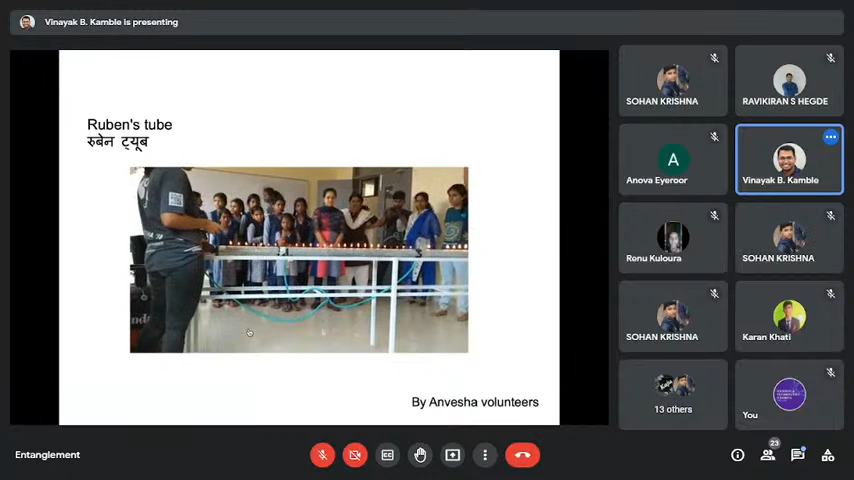 Vinayak B. Kamble is presenting
Ruben's tube
रुबेन ट्यूब
By Anvesha volunteers
SOHAN KRISHNA
RAVIKIRAN S HEGDE
A
Anova Eyeroor
Vinayak B. Kamble
Renu Kuloura
SOHAN KRISHNA
SOHAN KRISHNA
Karan Khati
13 others
You
Entanglement
CC
23